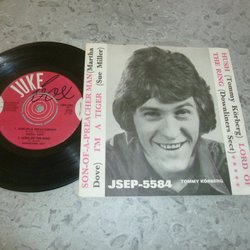 JUKE
Love
SON-OF-A-PREACHER MAN (Martha
Dove) I'M A TIGER (Sue Miller)
HUSH (Tommy Körberg) LORD OF
THE RING (Downliners Sect)
JSEP-5584
TOMMY KÖRBERG